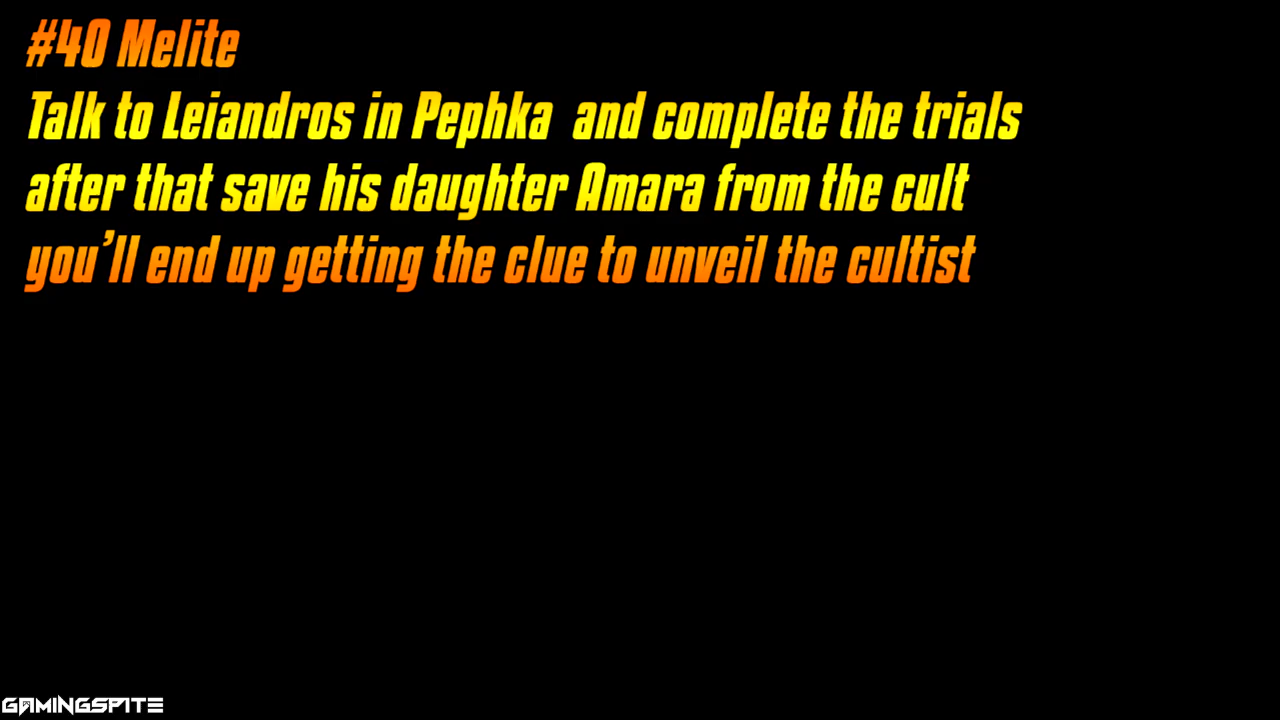 #40 Melite
Talk to Leiandros in Pephka and complete the trials
after that save his daughter Amara from the cult
you'll end up getting the clue to unveil the cultist
GAMINGSPITE